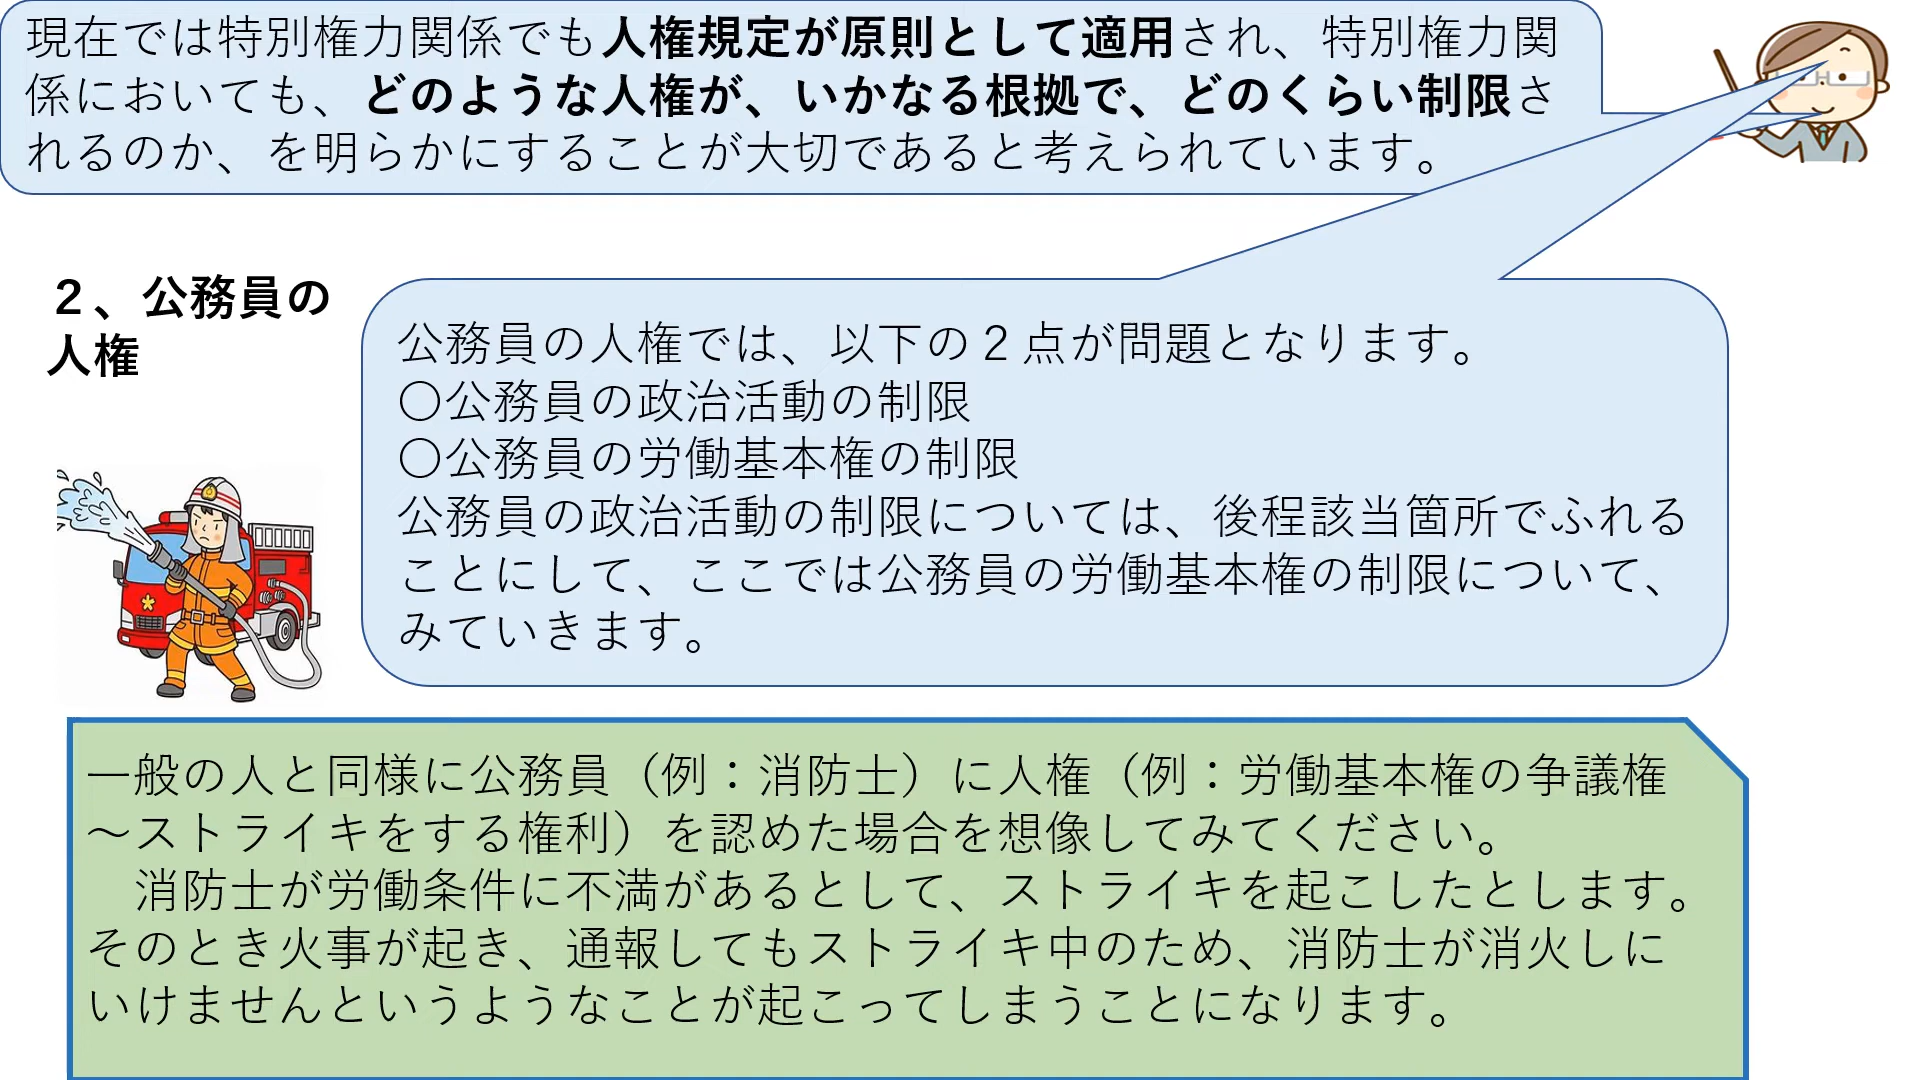 現在では特別権力関係でも人権規定が原則として適用され、特別権力関
係においても、どのような人権が、いかなる根拠で、どのくらい制限さ
れるのか、を明らかにすることが大切であると考えられています。
２、公務員の
人権
公務員の人権では、以下の２点が問題となります。
〇公務員の政治活動の制限
〇公務員の労働基本権の制限
公務員の政治活動の制限については、後程該当箇所でふれる
ことにして、ここでは公務員の労働基本権の制限について、
みていきます。
一般の人と同様に公務員（例：消防士）に人権（例：労働基本権の争議権
～ストライキをする権利）を認めた場合を想像してみてください。
　消防士が労働条件に不満があるとして、ストライキを起こしたとします。
そのとき火事が起き、通報してもストライキ中のため、消防士が消火しに
いけませんというようなことが起こってしまうことになります。